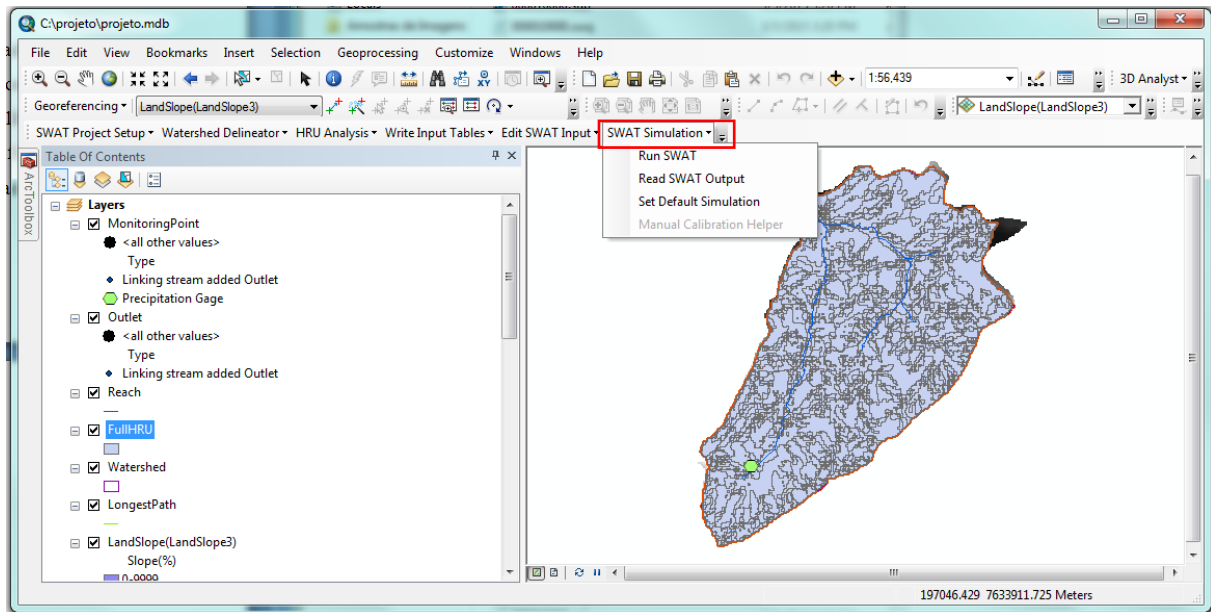 C:\projeto\projeto.mdb
File Edit View Bookmarks Insert Selection Geoprocessing Customize Windows Help
1:56,439
3D Analyst
Georeferencing
LandSlope(LandSlope3)
LandSlope(LandSlope3)
SWAT Project Setup Watershed Delineator HRU Analysis Write Input Tables Edit SWAT Input SWAT Simulation
Run SWAT
Read SWAT Output
Set Default Simulation
Manual Calibration Helper
ArcToolbox
Table Of Contents
Layers
MonitoringPoint
<all other values>
Type
Linking stream added Outlet
Precipitation Gage
Outlet
<all other values>
Type
Linking stream added Outlet
Reach
FullHRU
Watershed
LongestPath
LandSlope(LandSlope3)
Slope(%)
0-9999
197046.429 7633911.725 Meters